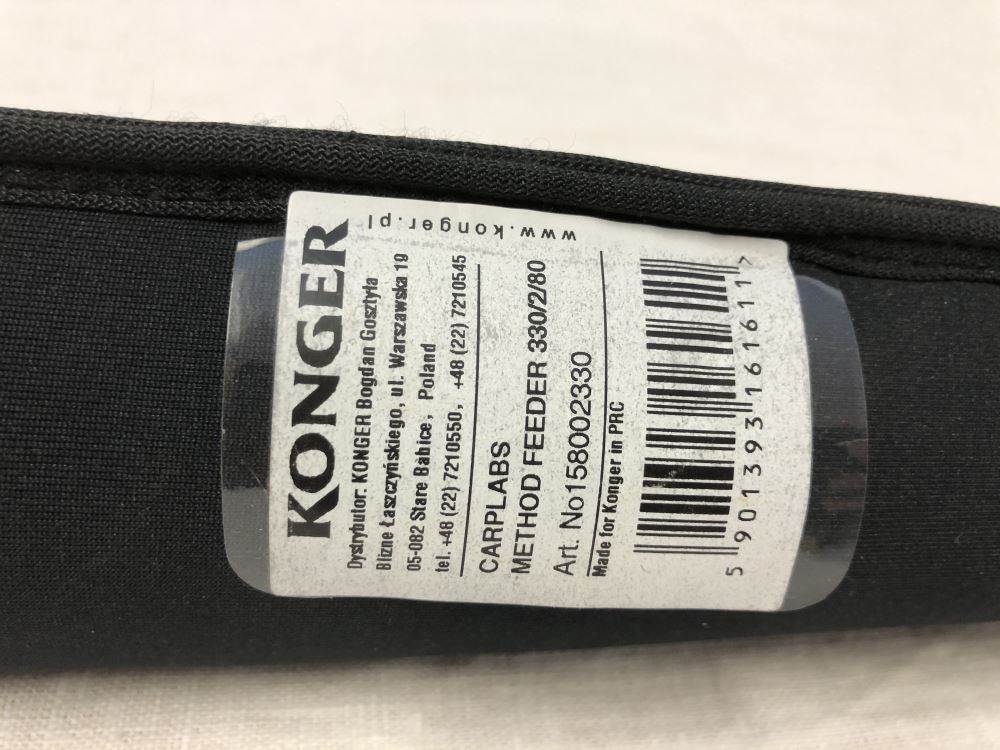 www.konger.pl
KONGER
Dystrybutor: KONGER Bogdan Gosztyła
Blizne Łaszczyńskiego, ul. Warszawska 19
05-082 Stare Babice, Poland
tel. +48 (22) 7210550, +48 (22) 7210545
CARPLABS
METHOD FEEDER 330/2/80
Art. No158002330
Made for Konger in PRC
5 901393 161611 >